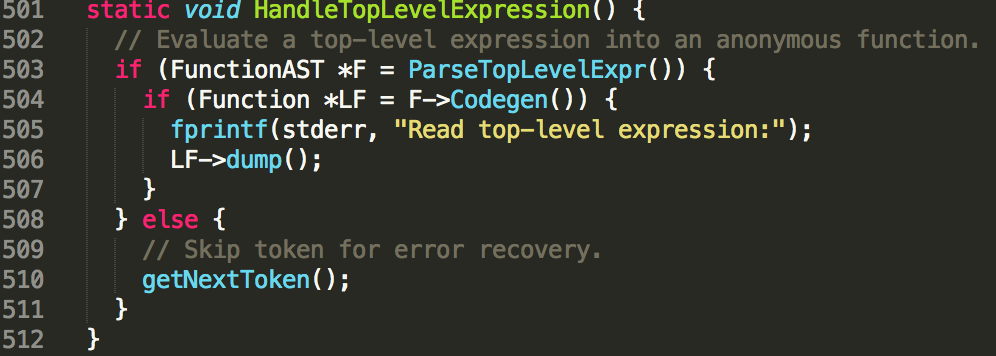 501 static void HandleTopLevelExpression() {
502   // Evaluate a top-level expression into an anonymous function.
503   if (FunctionAST *F = ParseTopLevelExpr()) {
504     if (Function *LF = F->Codegen()) {
505       fprintf(stderr, "Read top-level expression:");
506       LF->dump();
507     }
508   } else {
509     // Skip token for error recovery.
510     getNextToken();
511   }
512 }